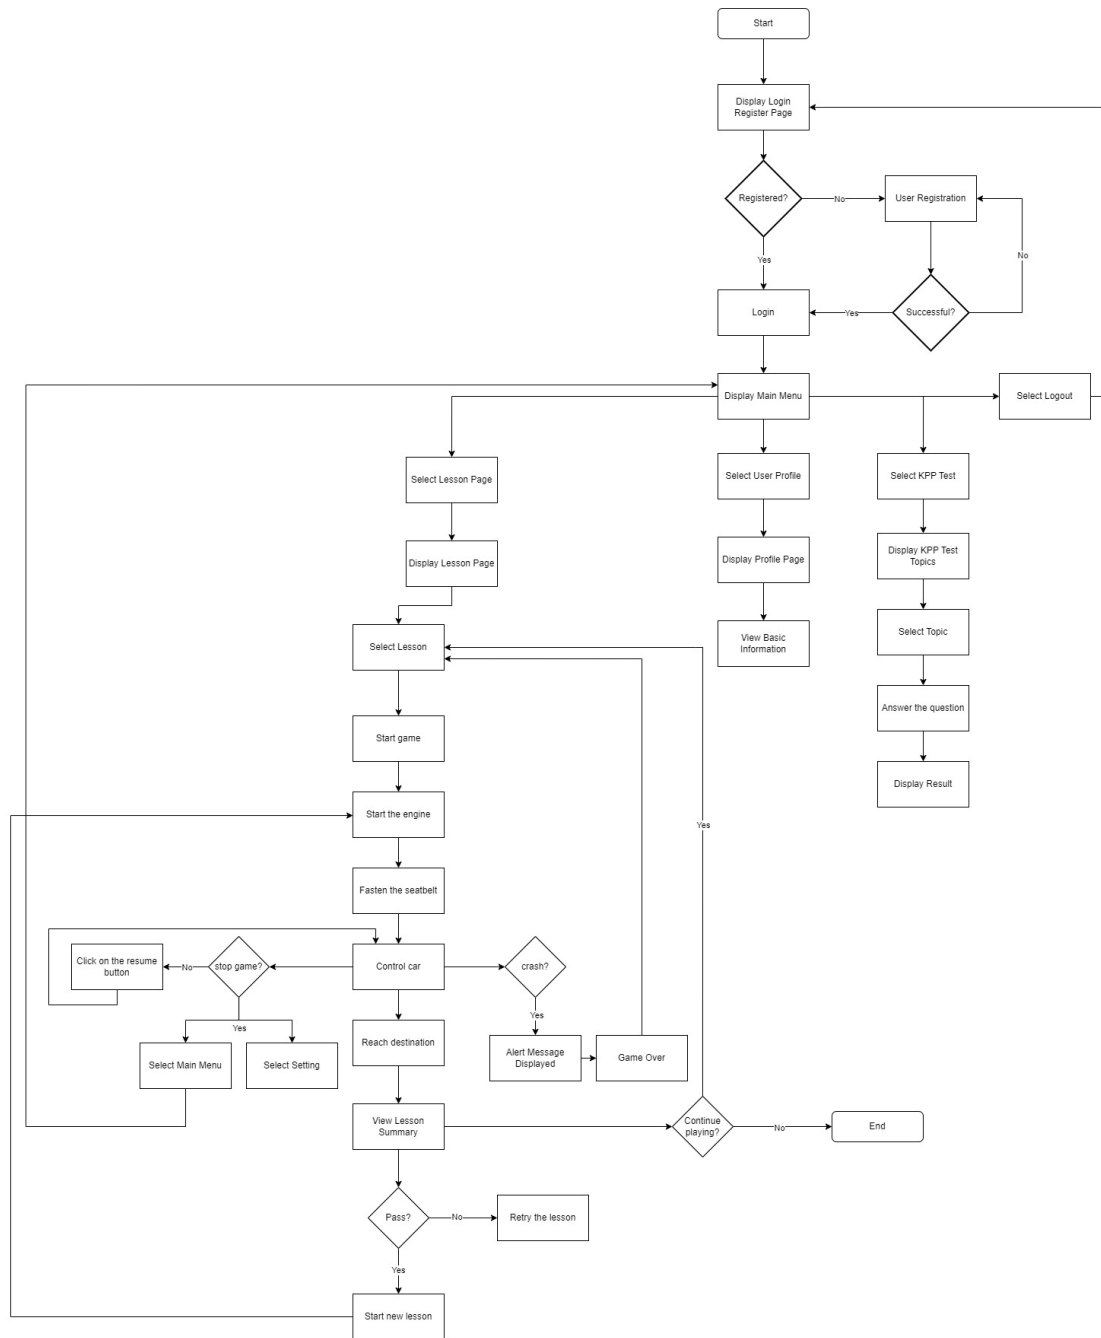 Start
Display Login
Register Page
Registered?
No
User Registration
Yes
No
Login
Yes
Successful?
Display Main Menu
Select Logout
Select Lesson Page
Select User Profile
Select KPP Test
Display Lesson Page
Display Profile Page
Display KPP Test
Topics
Select Lesson
View Basic
Information
Select Topic
Answer the question
Start game
Display Result
Start the engine
Yes
Fasten the seatbelt
Click on the resume
button
No
stop game?
Control car
crash?
Yes
Yes
Reach destination
Select Main Menu
Select Setting
Alert Message
Displayed
Game Over
View Lesson
Summary
Continue
playing?
No
End
Pass?
No
Retry the lesson
Yes
Start new lesson